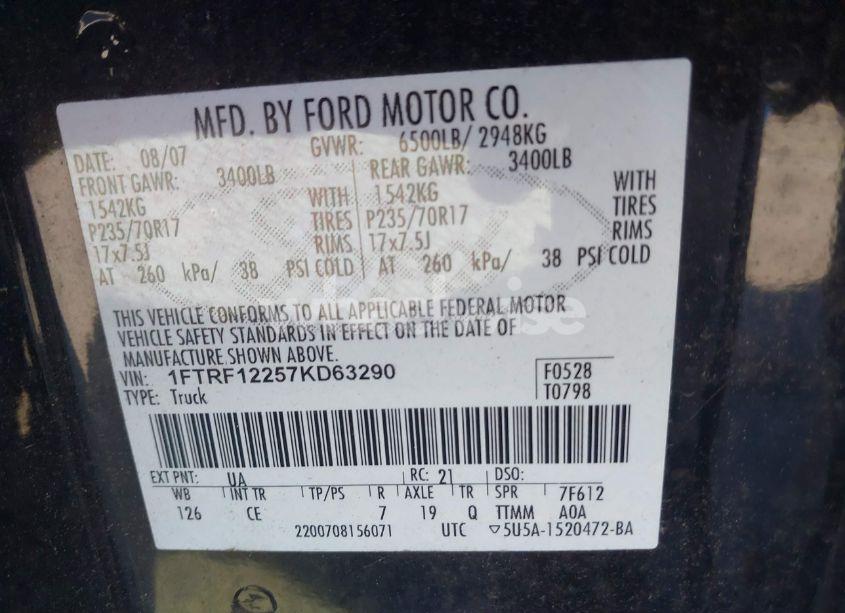 MFD. BY FORD MOTOR CO.
DATE: 08/07 GVWR: 6500LB/ 2948KG
FRONT GAWR: 3400LB REAR GAWR: 3400LB
1542KG WITH 1542KG WITH
P235/70R17 TIRES P235/70R17 TIRES
17x7.5J RIMS 17x7.5J RIMS
AT 260 kPa/ 38 PSI COLD AT 260 kPa/ 38 PSI COLD
THIS VEHICLE CONFORMS TO ALL APPLICABLE FEDERAL MOTOR
VEHICLE SAFETY STANDARDS IN EFFECT ON THE DATE OF
MANUFACTURE SHOWN ABOVE.
VIN: 1FTRF12257KD63290 F0528
TYPE: Truck T0798
EXT PNT: UA RC: 21 DSO:
WB INT TR TP/PS R AXLE TR SPR 7F612
126 CE 7 19 Q TTMM A0A
2200708156071 UTC ▽5U5A-1520472-BA